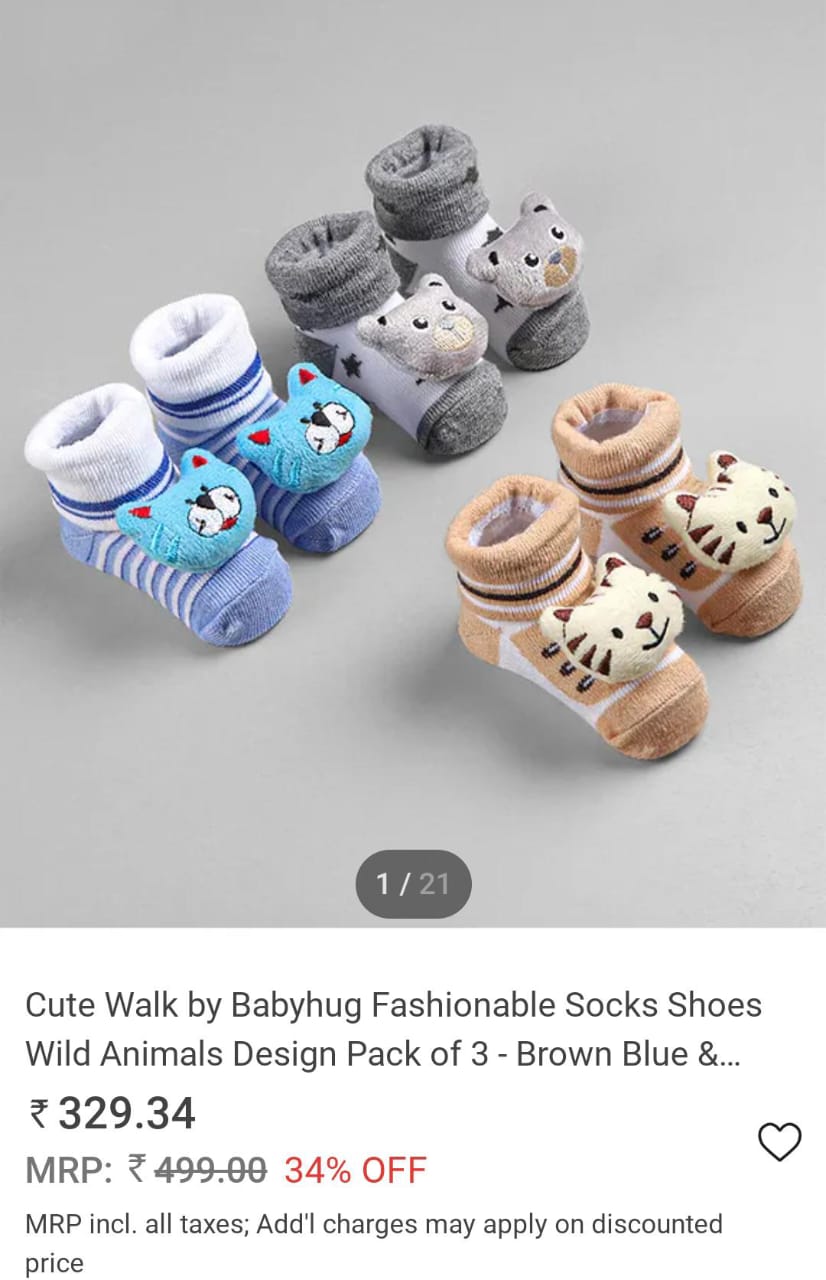 1 / 21
Cute Walk by Babyhug Fashionable Socks Shoes
Wild Animals Design Pack of 3 - Brown Blue &...
₹ 329.34
MRP: ₹ 499.00 34% OFF
MRP incl. all taxes; Add'l charges may apply on discounted
price